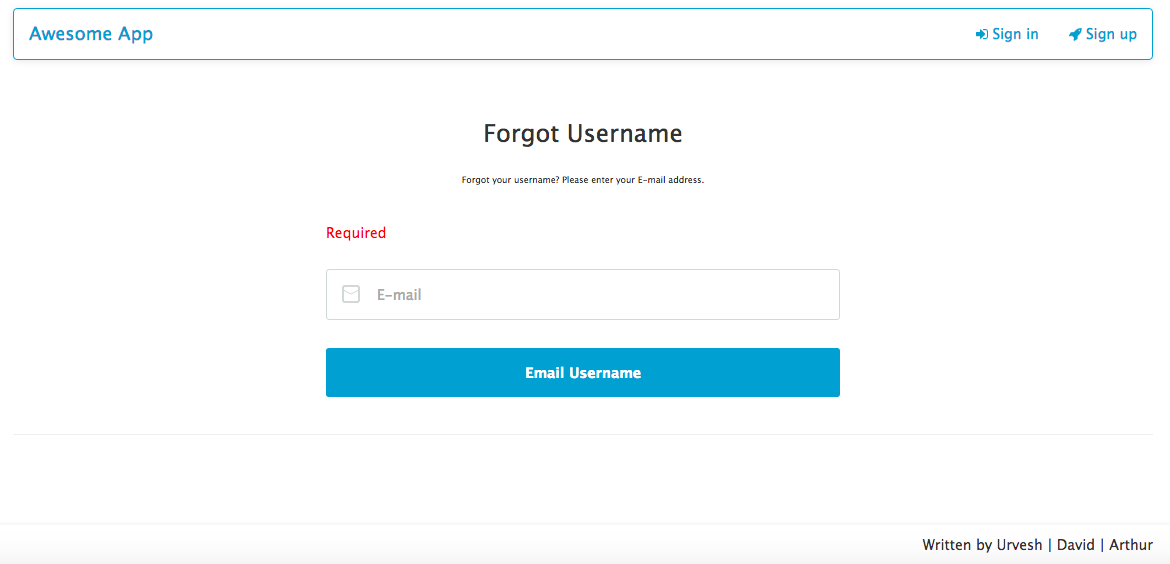 Awesome App Sign in Sign up
Forgot Username
Forgot your username? Please enter your E-mail address.
Required
E-mail
Email Username
Written by Urvesh | David | Arthur